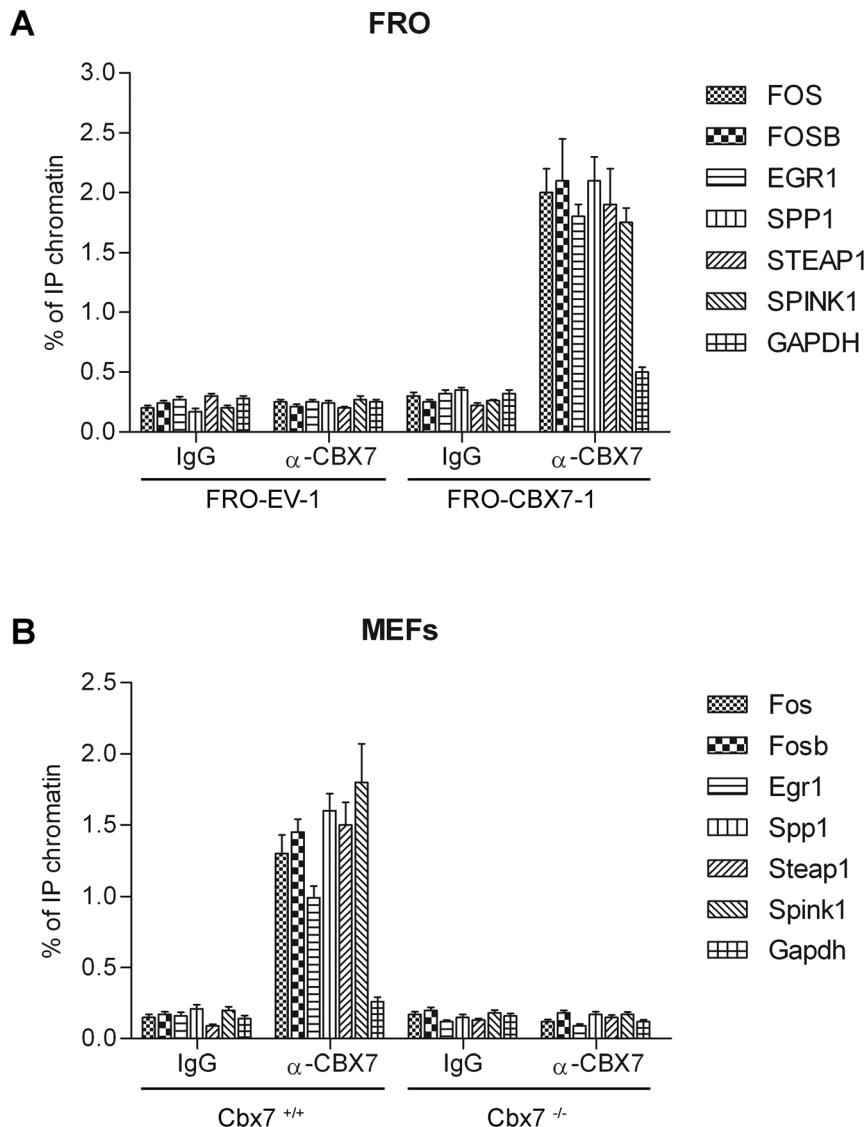 A
FRO
% of IP chromatin
3.0
2.5
2.0
1.5
1.0
0.5
0.0
IgG
α-CBX7
IgG
α-CBX7
FRO-EV-1
FRO-CBX7-1
FOS
FOSB
EGR1
SPP1
STEAP1
SPINK1
GAPDH
B
MEFs
% of IP chromatin
2.5
2.0
1.5
1.0
0.5
0.0
IgG
α-CBX7
IgG
α-CBX7
Cbx7 +/+
Cbx7 -/-
Fos
Fosb
Egr1
Spp1
Steap1
Spink1
Gapdh